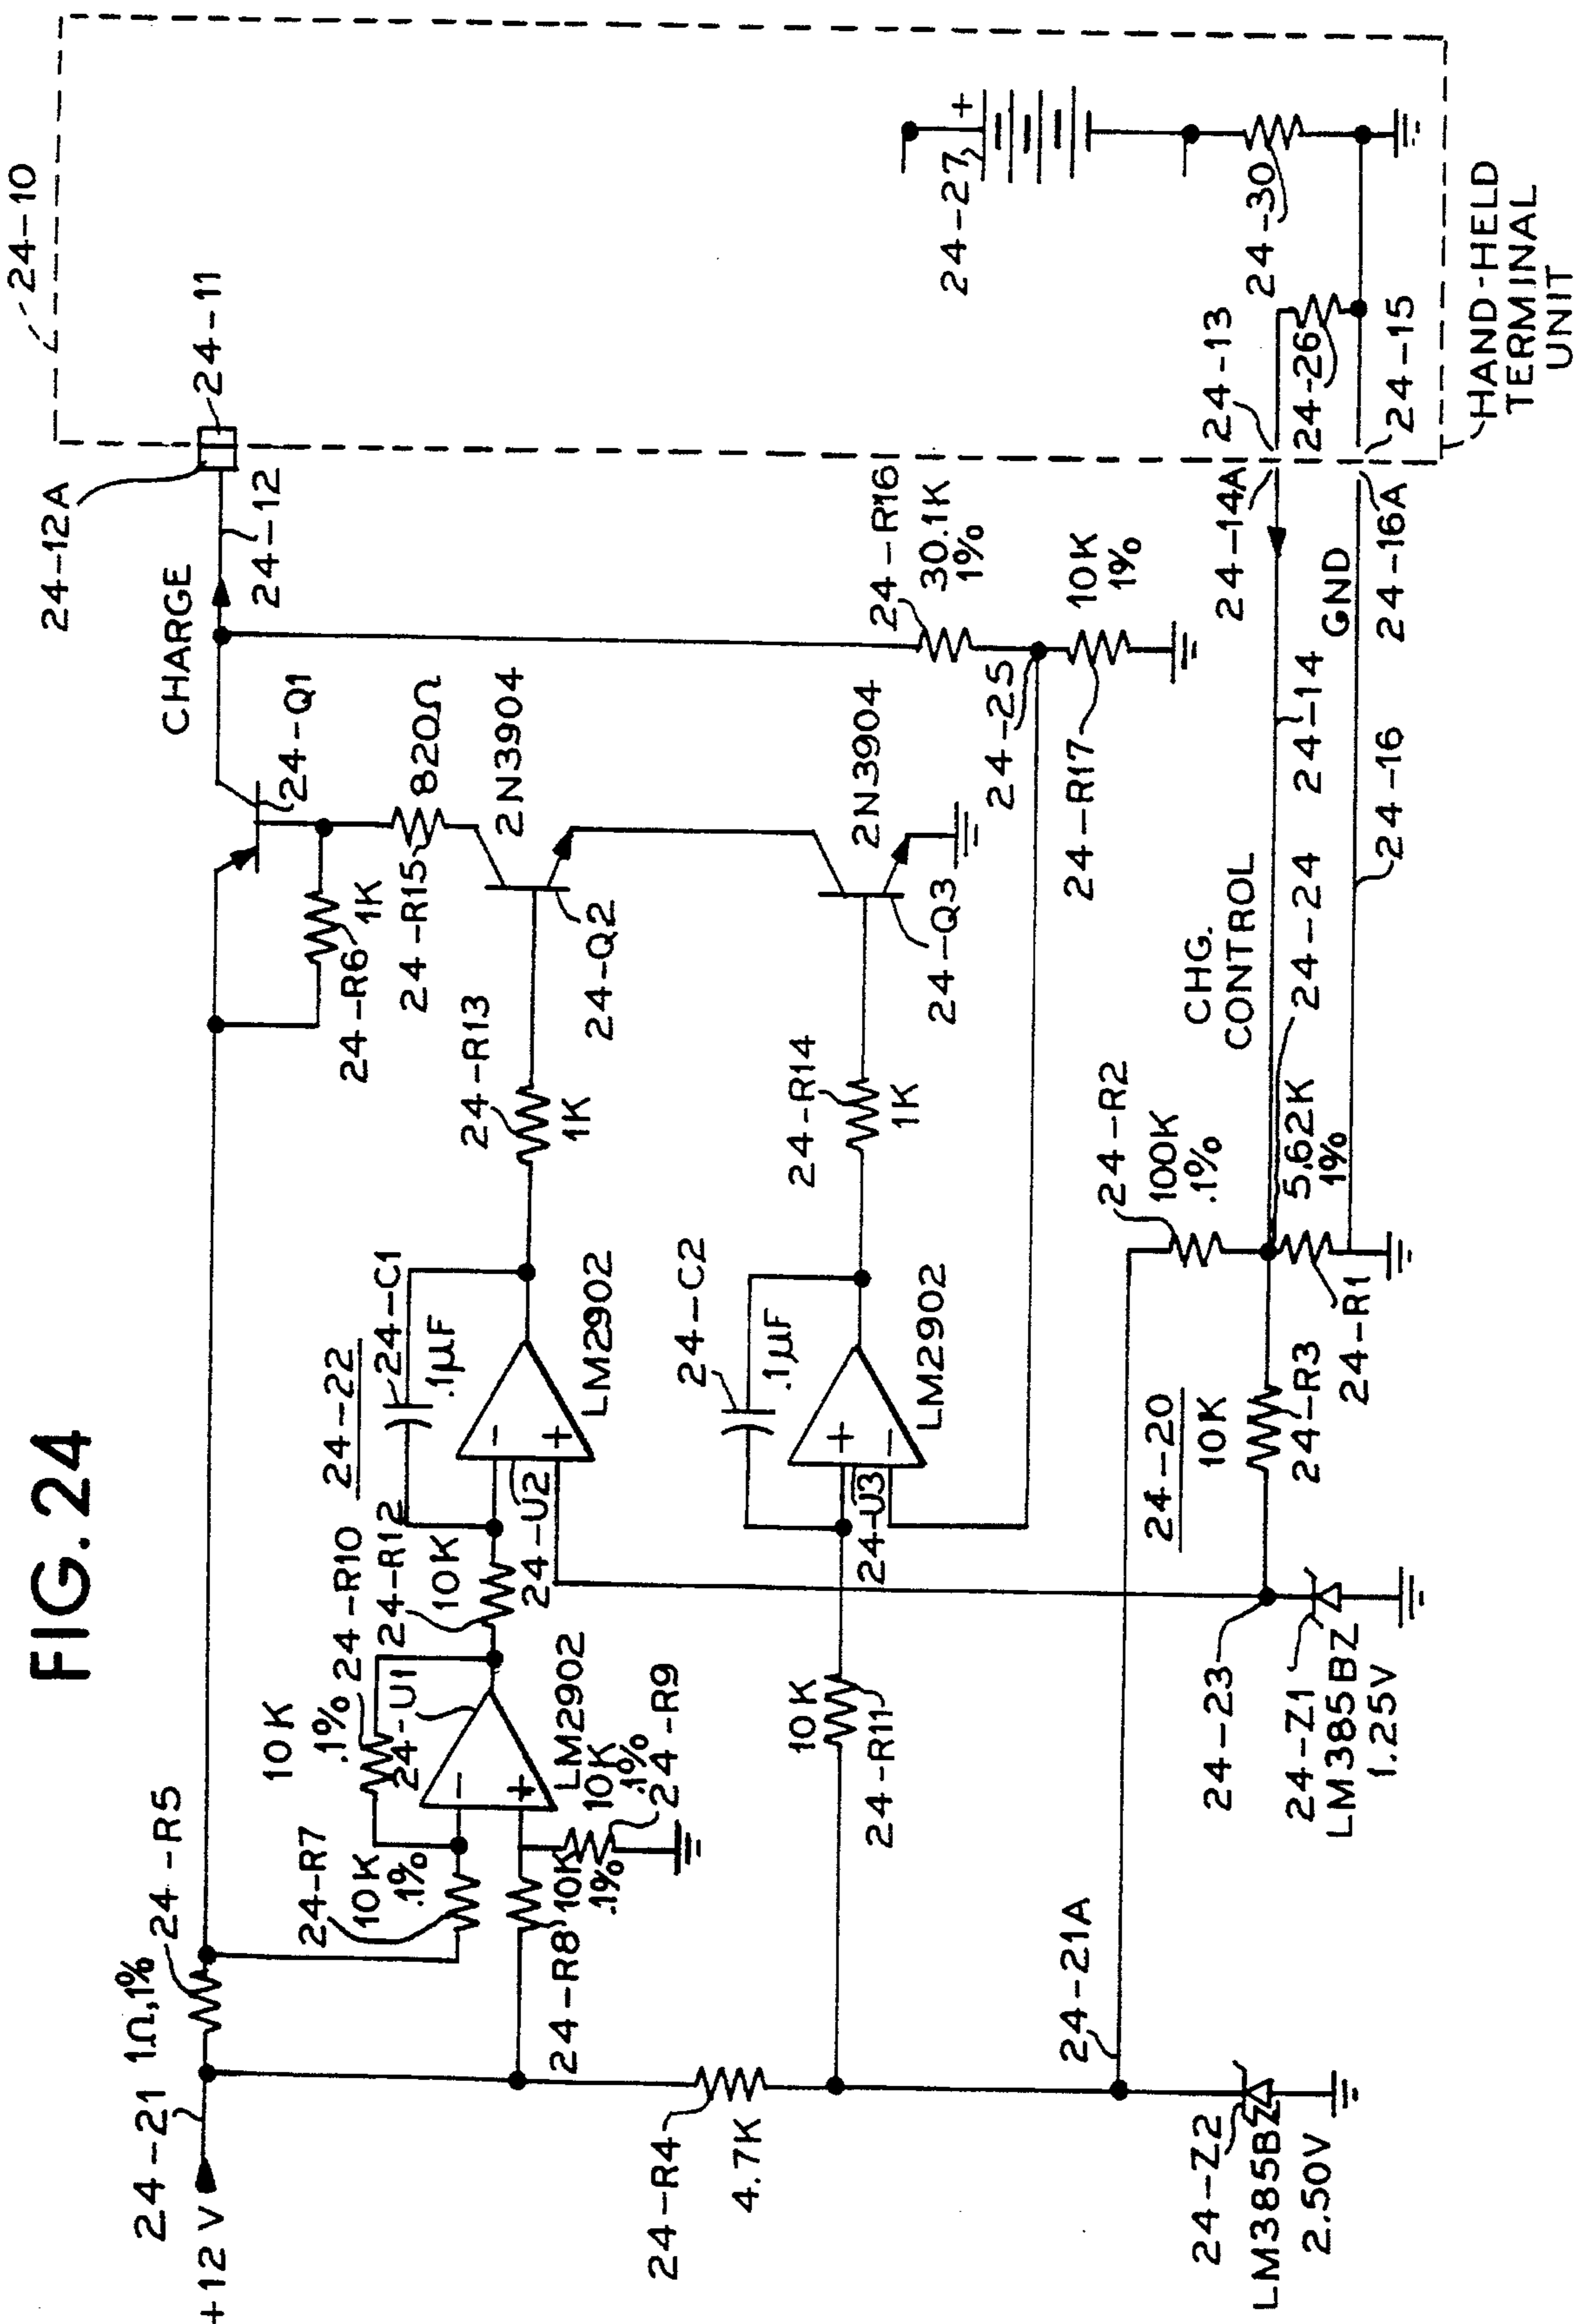 FIG. 24
24-10
24-11
24-12A
24-12
CHARGE
24-Q1
24-R6
1K
24-R15
820Ω
2N3904
24-Q2
24-R13
1K
24-22
24-C1
.1µF
LM2902
24-U2
24-R12
10K
24-R10
10K
.1%
24-U1
LM2902
10K
.1%
24-R9
24-R7
10K
.1%
10K
.1%
24-R8
24-R5
1Ω,1%
24-21
+12V
24-R4
4.7K
24-R11
10K
24-U3
24-C2
.1µF
LM2902
24-R14
1K
2N3904
24-Q3
24-R16
30.1K
1%
24-25
24-R17
10K
1%
24-27
+
24-30
24-26
24-13
24-15
HAND-HELD
TERMINAL
UNIT
24-14A
24-16A
GND
24-14
24-16
CHG.
CONTROL
24-24
24-R2
100K
.1%
5.62K
1%
24-R1
24-R3
10K
24-20
24-23
24-Z1
LM385BZ
1.25V
24-21A
24-Z2
LM385BZ
2.50V